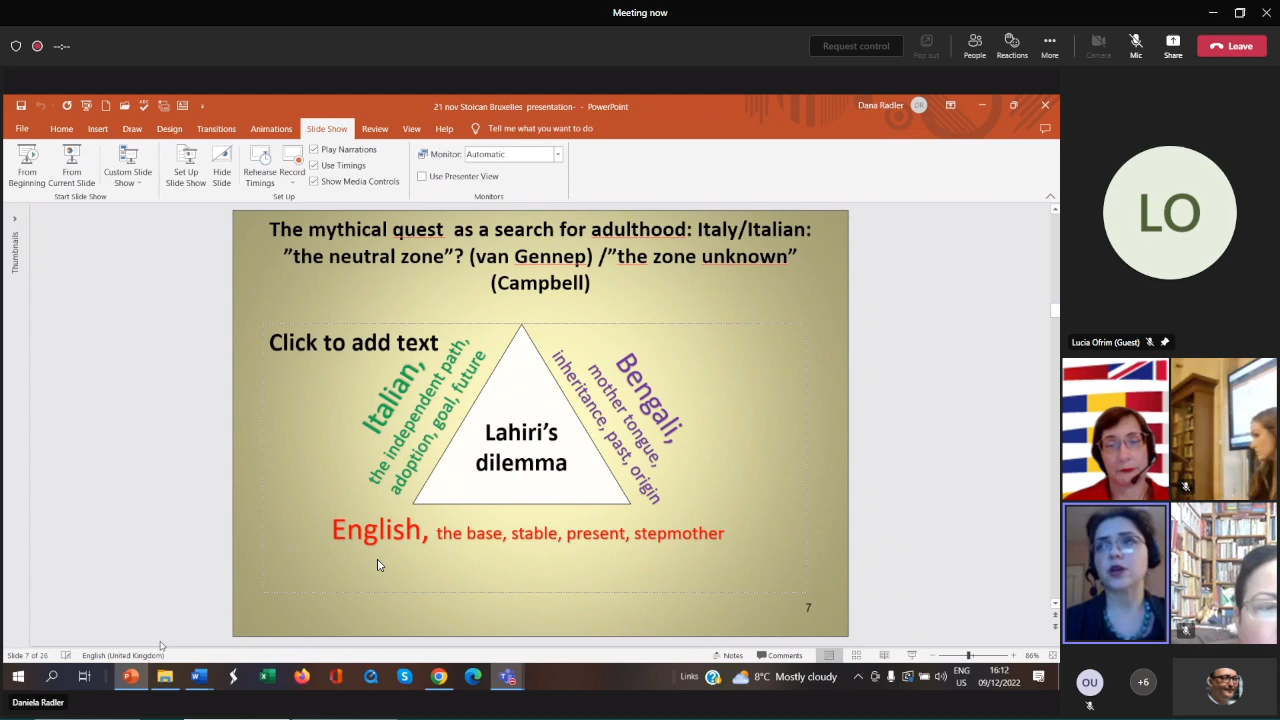 Meeting now
--:--
Request control
Pop out
People
Reactions
More
Camera
Mic
Share
Leave
21 nov Stoican Bruxelles presentation- - PowerPoint
Dana Radler
DR
File
Home
Insert
Draw
Design
Transitions
Animations
Slide Show
Review
View
Help
Tell me what you want to do
From Beginning
From Current Slide
Custom Slide Show
Set Up Slide Show
Hide Slide
Rehearse Timings
Record
Play Narrations
Use Timings
Show Media Controls
Monitor:
Automatic
Use Presenter View
Start Slide Show
Set Up
Monitors
Thumbnails
The mythical quest as a search for adulthood: Italy/Italian:
”the neutral zone”? (van Gennep) /”the zone unknown”
(Campbell)
Click to add text
Italian,
the independent path,
adoption, goal, future
Bengali,
mother tongue,
inheritance, past, origin
Lahiri’s
dilemma
English, the base, stable, present, stepmother
7
LO
Lucia Ofrim (Guest)
OU
+6
Slide 7 of 26
English (United Kingdom)
Notes
Comments
86%
Links
8°C Mostly cloudy
ENG
US
16:12
09/12/2022
Daniela Radler